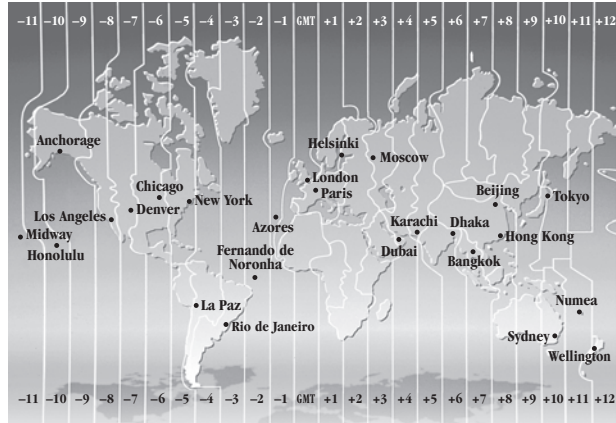 −11 −10 −9 −8 −7 −6 −5 −4 −3 −2 −1 GMT +1 +2 +3 +4 +5 +6 +7 +8 +9 +10 +11 +12
Anchorage
Helsinki
Moscow
London
Paris
Chicago
New York
Denver
Los Angeles
Beijing
Tokyo
Azores
Karachi
Dhaka
Midway
Honolulu
Hong Kong
Dubai
Bangkok
Fernando de
Noronha
La Paz
Numea
Rio de Janeiro
Sydney
Wellington
−11 −10 −9 −8 −7 −6 −5 −4 −3 −2 −1 GMT +1 +2 +3 +4 +5 +6 +7 +8 +9 +10 +11 +12